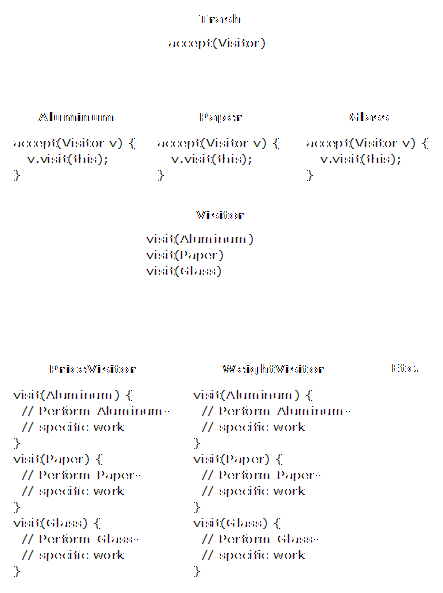 Trash
accept(Visitor)
Aluminum
Paper
Glass
accept(Visitor v) {
v.visit(this);
}
accept(Visitor v) {
v.visit(this);
}
accept(Visitor v) {
v.visit(this);
}
Visitor
visit(Aluminum)
visit(Paper)
visit(Glass)
PriceVisitor
WeightVisitor
Etc.
visit(Aluminum) {
// Perform Aluminum-
// specific work
}
visit(Paper) {
// Perform Paper-
// specific work
}
visit(Glass) {
// Perform Glass-
// specific work
}
visit(Aluminum) {
// Perform Aluminum-
// specific work
}
visit(Paper) {
// Perform Paper-
// specific work
}
visit(Glass) {
// Perform Glass-
// specific work
}